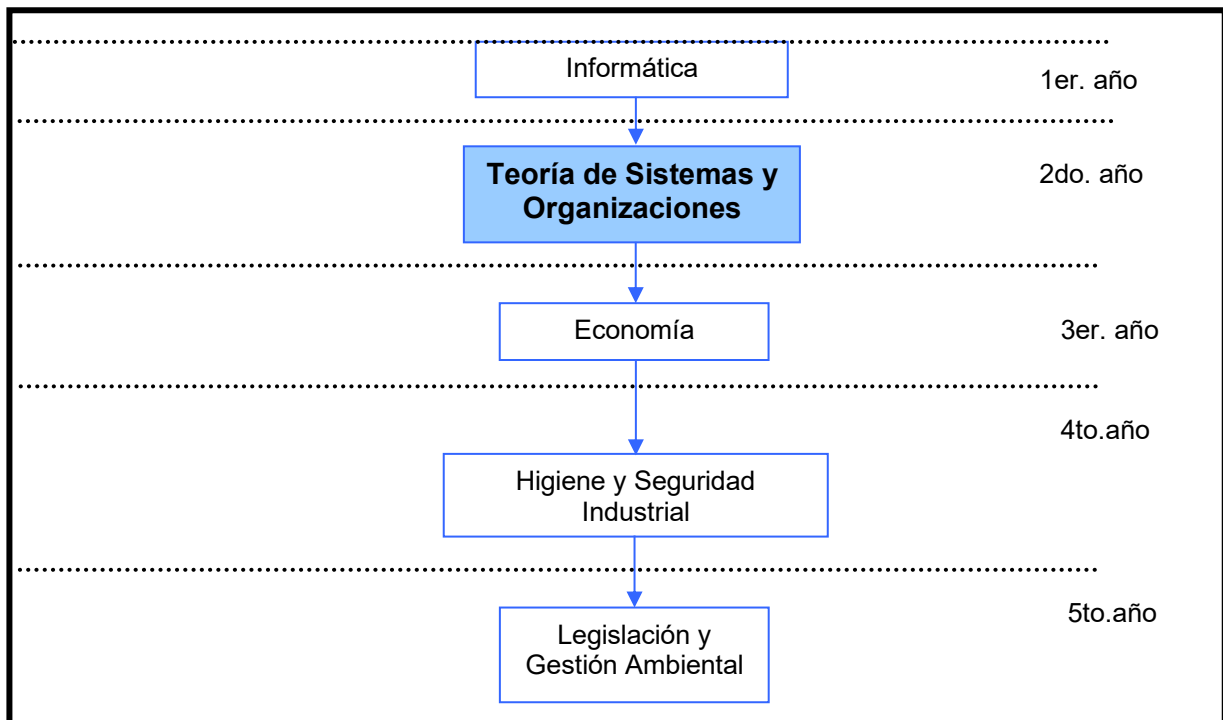 Informática
1er. año
Teoría de Sistemas y
Organizaciones
2do. año
Economía
3er. año
4to.año
Higiene y Seguridad
Industrial
5to.año
Legislación y
Gestión Ambiental